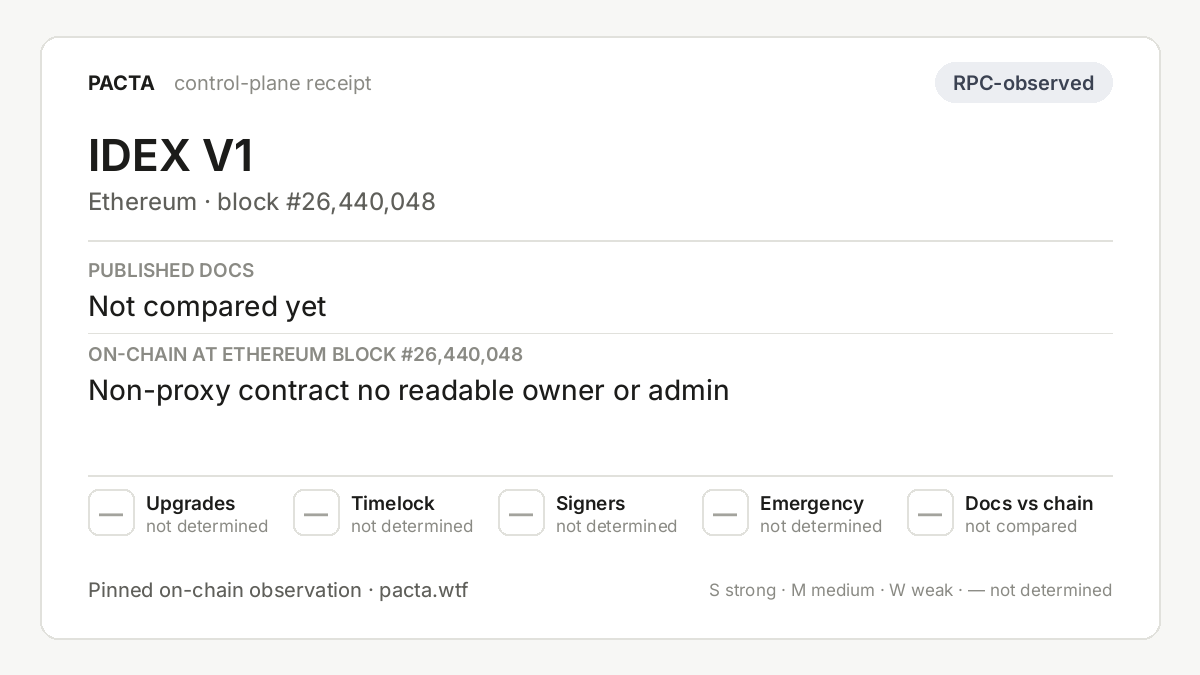 PACTA control-plane receipt
RPC-observed
IDEX V1
Ethereum · block #26,440,048
PUBLISHED DOCS
Not compared yet
ON-CHAIN AT ETHEREUM BLOCK #26,440,048
Non-proxy contract no readable owner or admin
— Upgrades
not determined
— Timelock
not determined
— Signers
not determined
— Emergency
not determined
— Docs vs chain
not compared
Pinned on-chain observation · pacta.wtf
S strong · M medium · W weak · — not determined